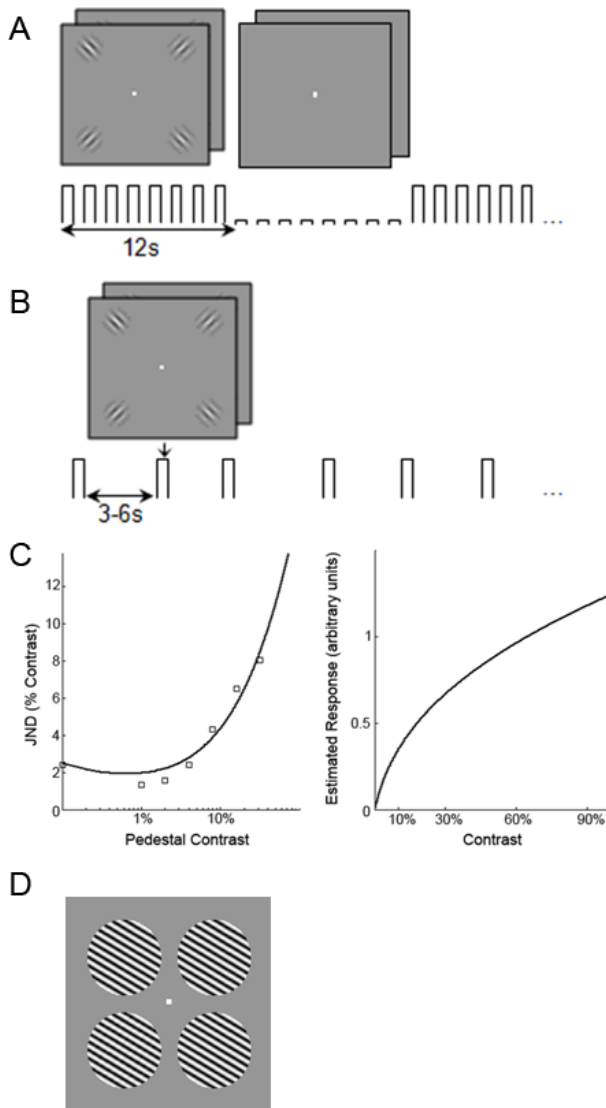 A
12s
...
B
3-6s
...
C
JND (% Contrast)
12
10
8
6
4
2
0
1%
10%
Pedestal Contrast
Estimated Response (arbitrary units)
1
0.5
0
10%
30%
60%
90%
Contrast
D